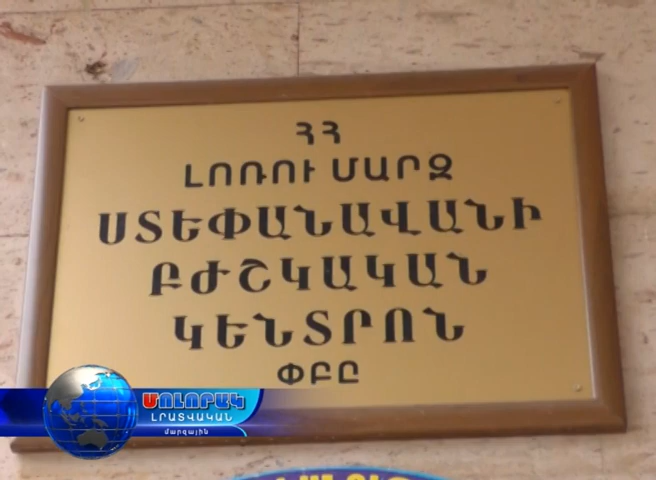 ՀՀ
ԼՈՌՈՒ ՄԱՐԶ
ՍՏԵՓԱՆԱՎԱՆԻ
ԲԺՇԿԱԿԱՆ
ԿԵՆՏՐՈՆ
ՓԲԸ
ՄՈԼՈՐԱԿ
ԼՐԱՏՎԱԿԱՆ
մարզային